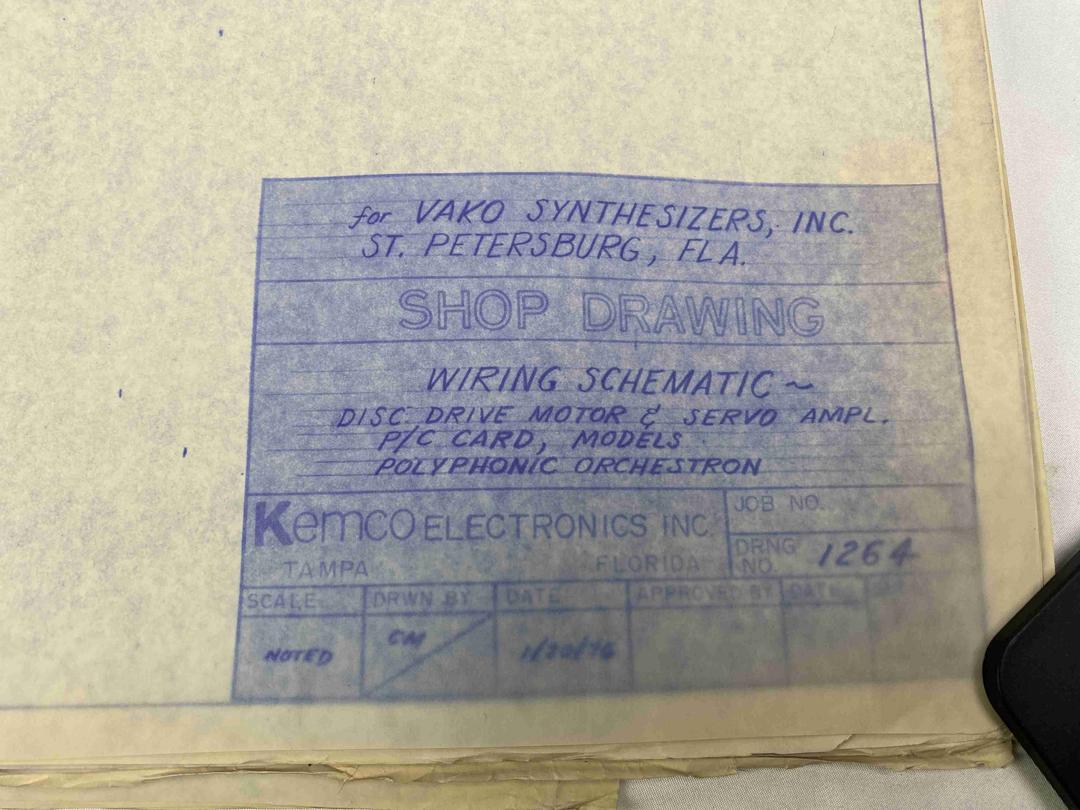 for VAKO SYNTHESIZERS, INC.
ST. PETERSBURG, FLA.
SHOP DRAWING
WIRING SCHEMATIC ~
DISC DRIVE MOTOR & SERVO AMPL.
P/C CARD, MODELS
POLYPHONIC ORCHESTRON
Kemco ELECTRONICS INC
TAMPA FLORIDA
JOB NO.
DRNG NO. 1264
SCALE DRWN BY DATE APPROVED BY DATE
NOTED CM 1/20/76